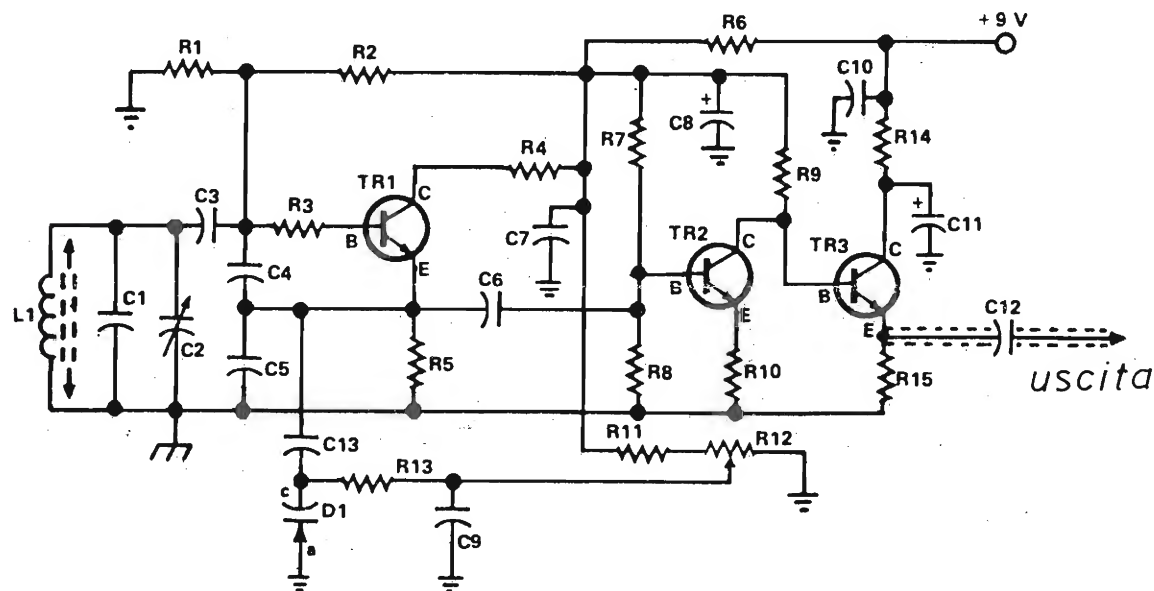 + 9 V
R6
R1
R2
C10
+
C8
R7
R14
R4
R9
TR1
C
C3
R3
+
C11
C7
TR2
C
TR3
B
C
E
C4
C6
B
B
L1
C1
C12
E
E
C2
C5
R5
R8
R10
R15
uscita
R11
R12
C13
R13
c
D1
C9
a